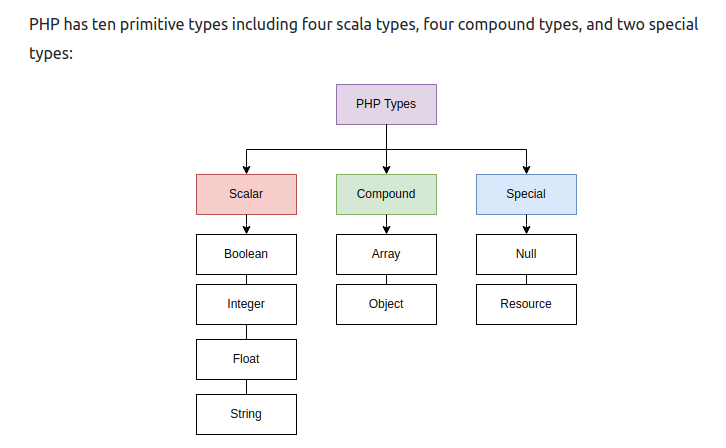 PHP has ten primitive types including four scala types, four compound types, and two special
types:
PHP Types
Scalar
Compound
Special
Boolean
Array
Null
Integer
Object
Resource
Float
String